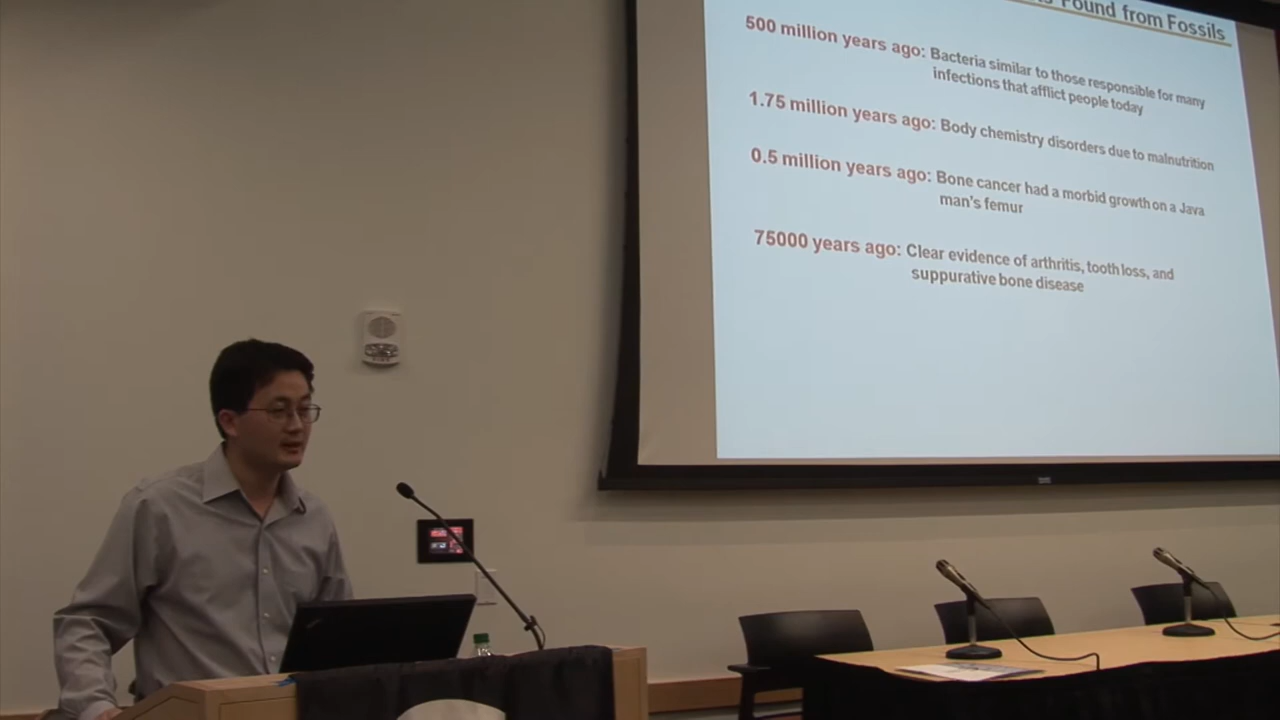 Found from Fossils
500 million years ago: Bacteria similar to those responsible for many
infections that afflict people today
1.75 million years ago: Body chemistry disorders due to malnutrition
0.5 million years ago: Bone cancer had a morbid growth on a Java
man's femur
75000 years ago: Clear evidence of arthritis, tooth loss, and
suppurative bone disease